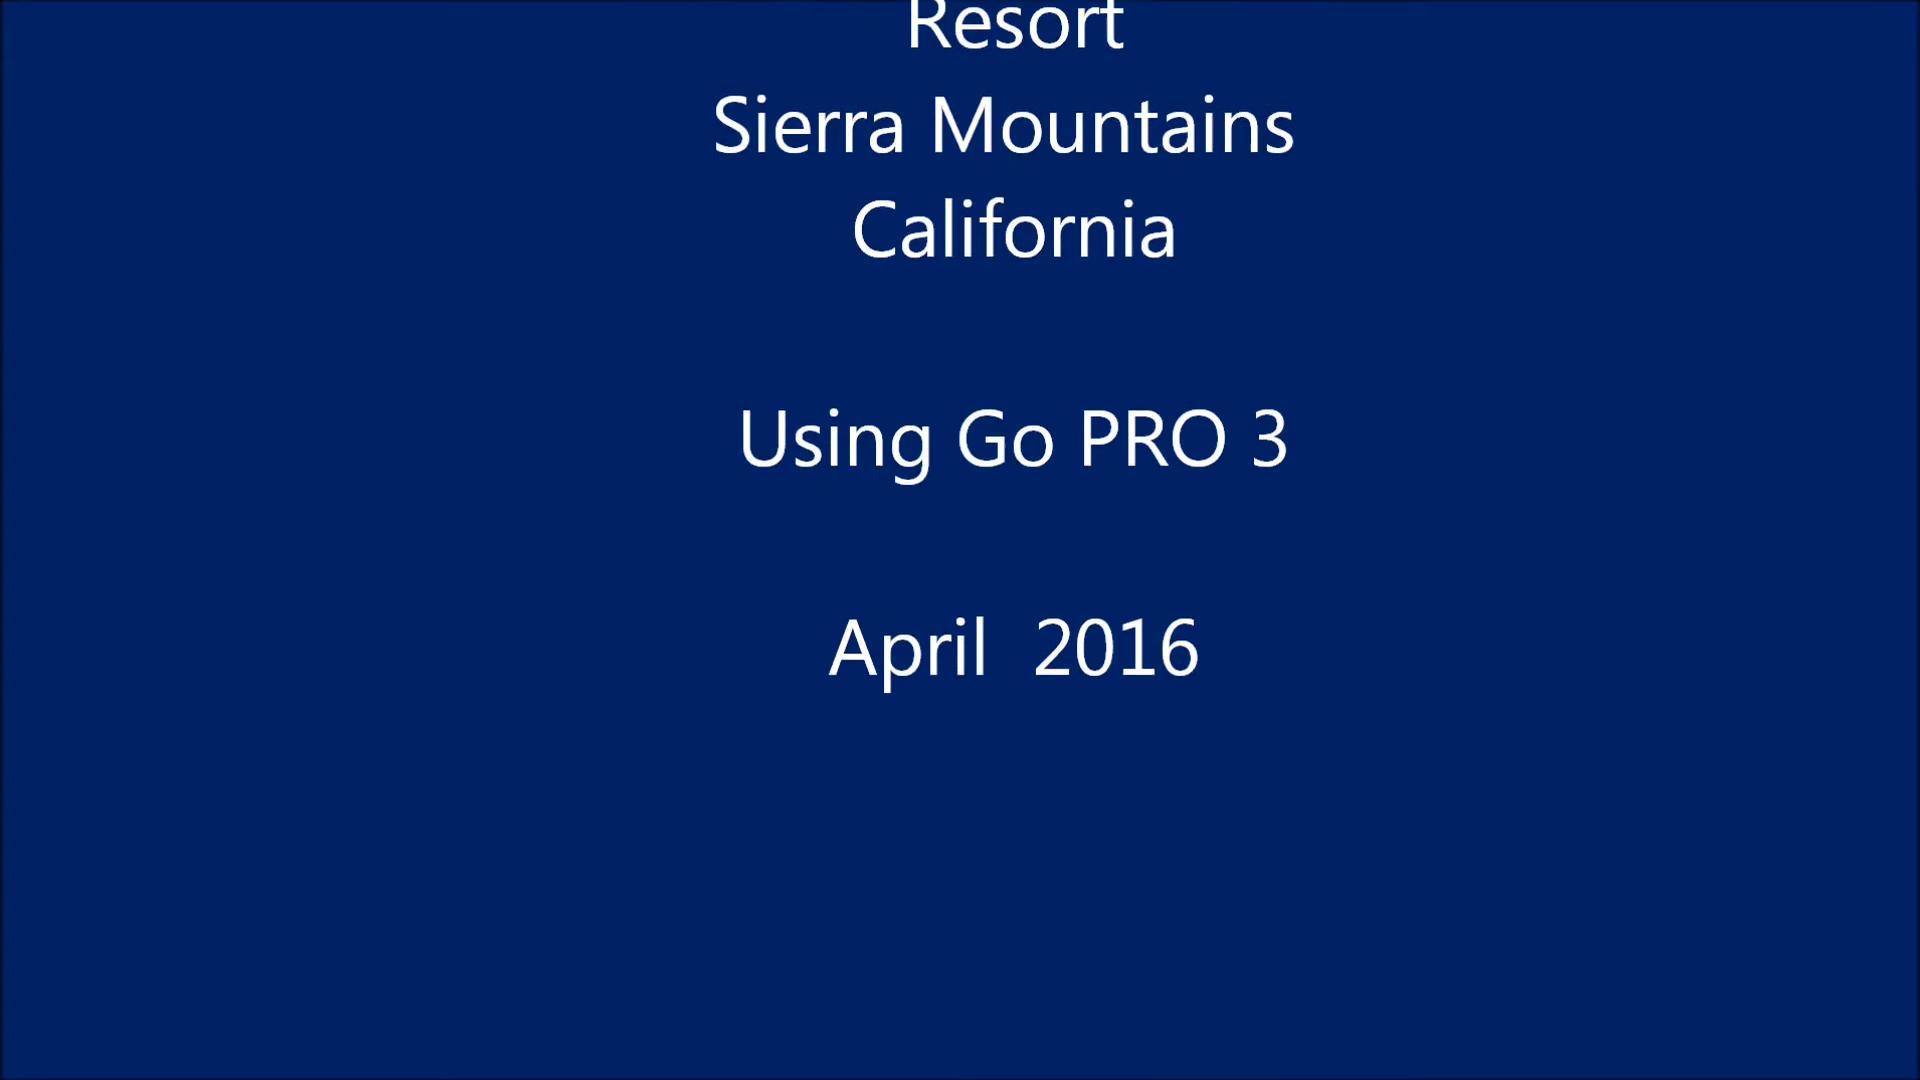 Resort
Sierra Mountains
California
Using Go PRO 3
April  2016